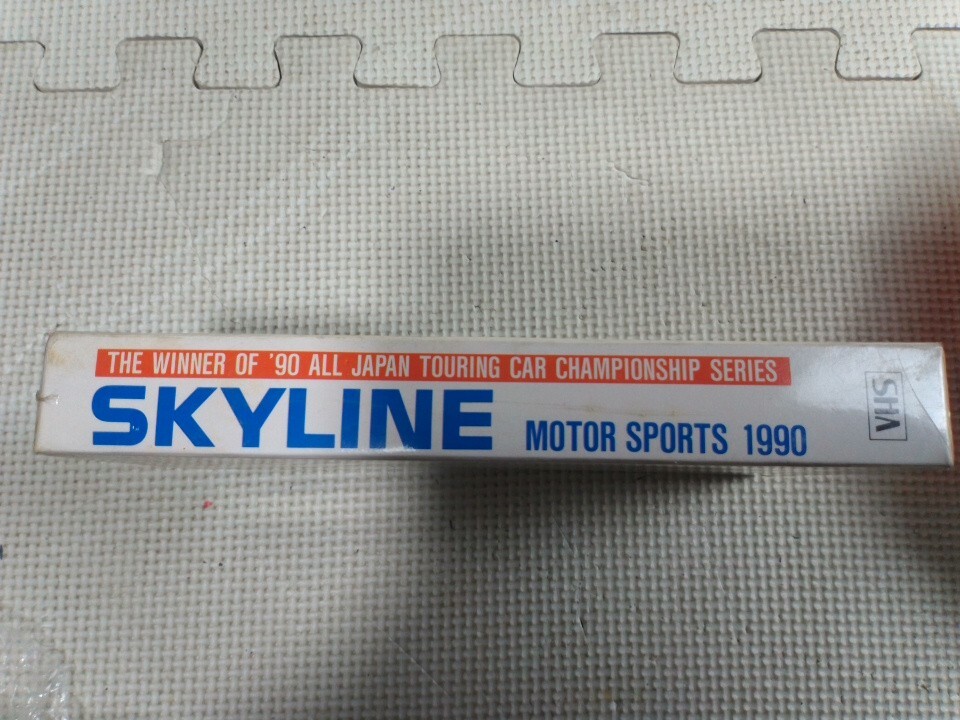 THE WINNER OF '90 ALL JAPAN TOURING CAR CHAMPIONSHIP SERIES
SKYLINE MOTOR SPORTS 1990
VHS